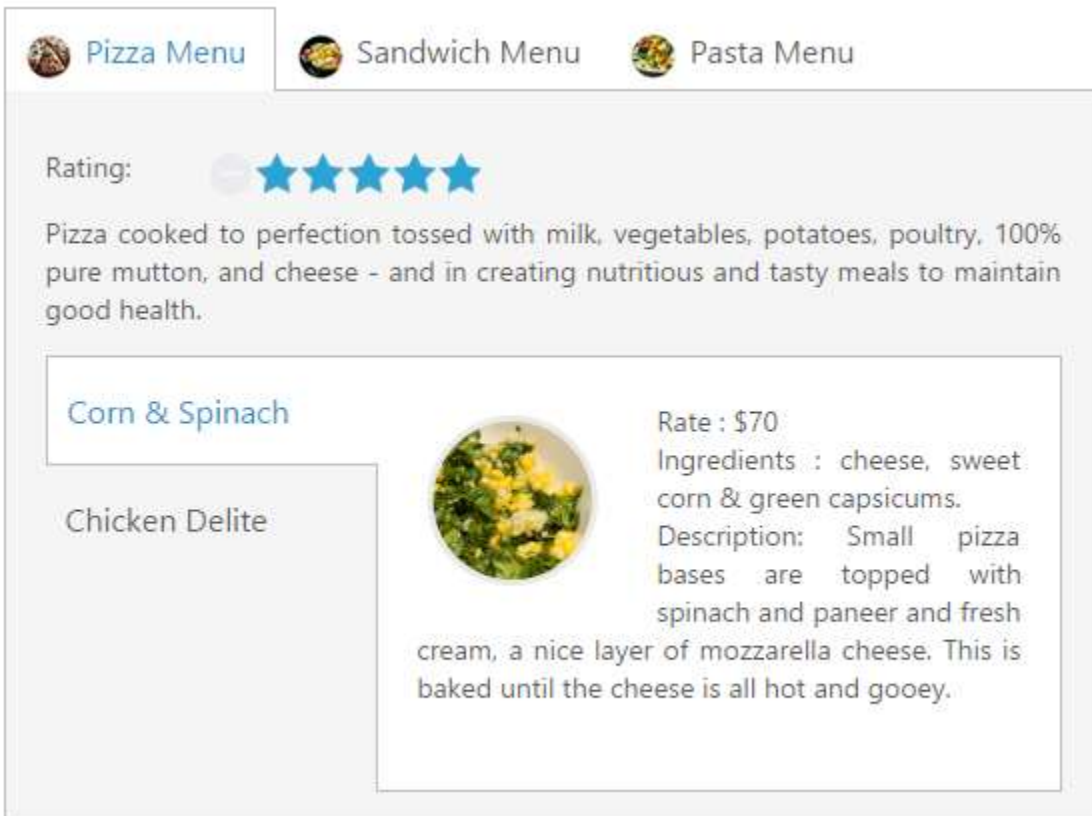 Pizza Menu Sandwich Menu Pasta Menu
Rating:
Pizza cooked to perfection tossed with milk, vegetables, potatoes, poultry, 100%
pure mutton, and cheese - and in creating nutritious and tasty meals to maintain
good health.
Corn & Spinach
Chicken Delite
Rate : $70
Ingredients : cheese, sweet
corn & green capsicums.
Description: Small pizza
bases are topped with
spinach and paneer and fresh
cream, a nice layer of mozzarella cheese. This is
baked until the cheese is all hot and gooey.